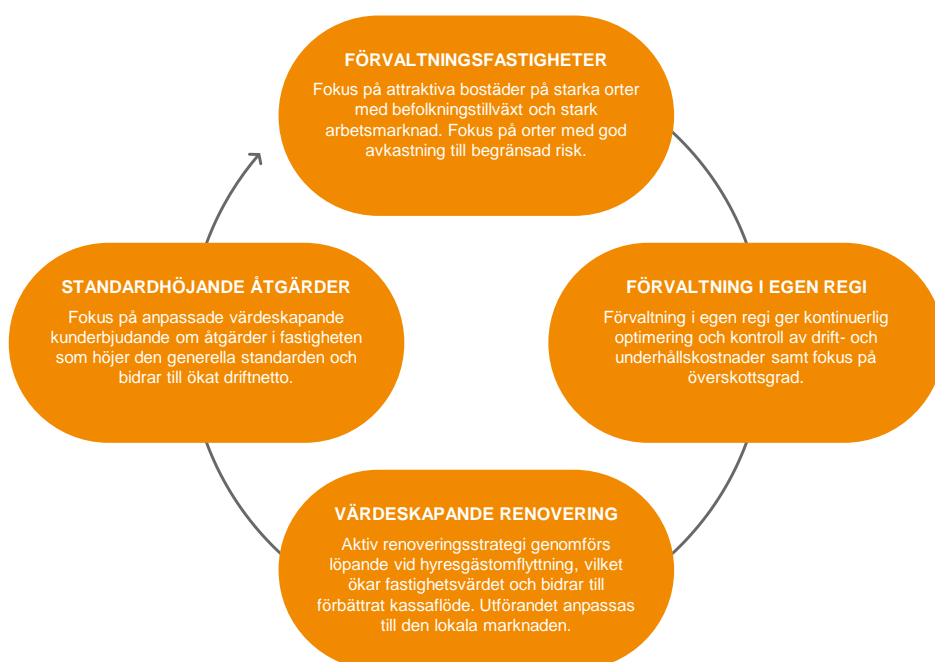 FÖRVALTNINGSFASTIGHETER
Fokus på attraktiva bostäder på starka orter
med befolkningstillväxt och stark
arbetsmarknad. Fokus på orter med god
avkastning till begränsad risk.
STANDARDHÖJANDE ÅTGÄRDER
Fokus på anpassade värdeskapande
kunderbjudande om åtgärder i fastigheten
som höjer den generella standarden och
bidrar till ökat driftnetto.
FÖRVALTNING I EGEN REGI
Förvaltning i egen regi ger kontinuerlig
optimering och kontroll av drift- och
underhållskostnader samt fokus på
överskottsgrad.
VÄRDESKAPANDE RENOVERING
Aktiv renoveringsstrategi genomförs
löpande vid hyresgästomflyttning, vilket
ökar fastighetsvärdet och bidrar till
förbättrat kassaflöde. Utförandet anpassas
till den lokala marknaden.